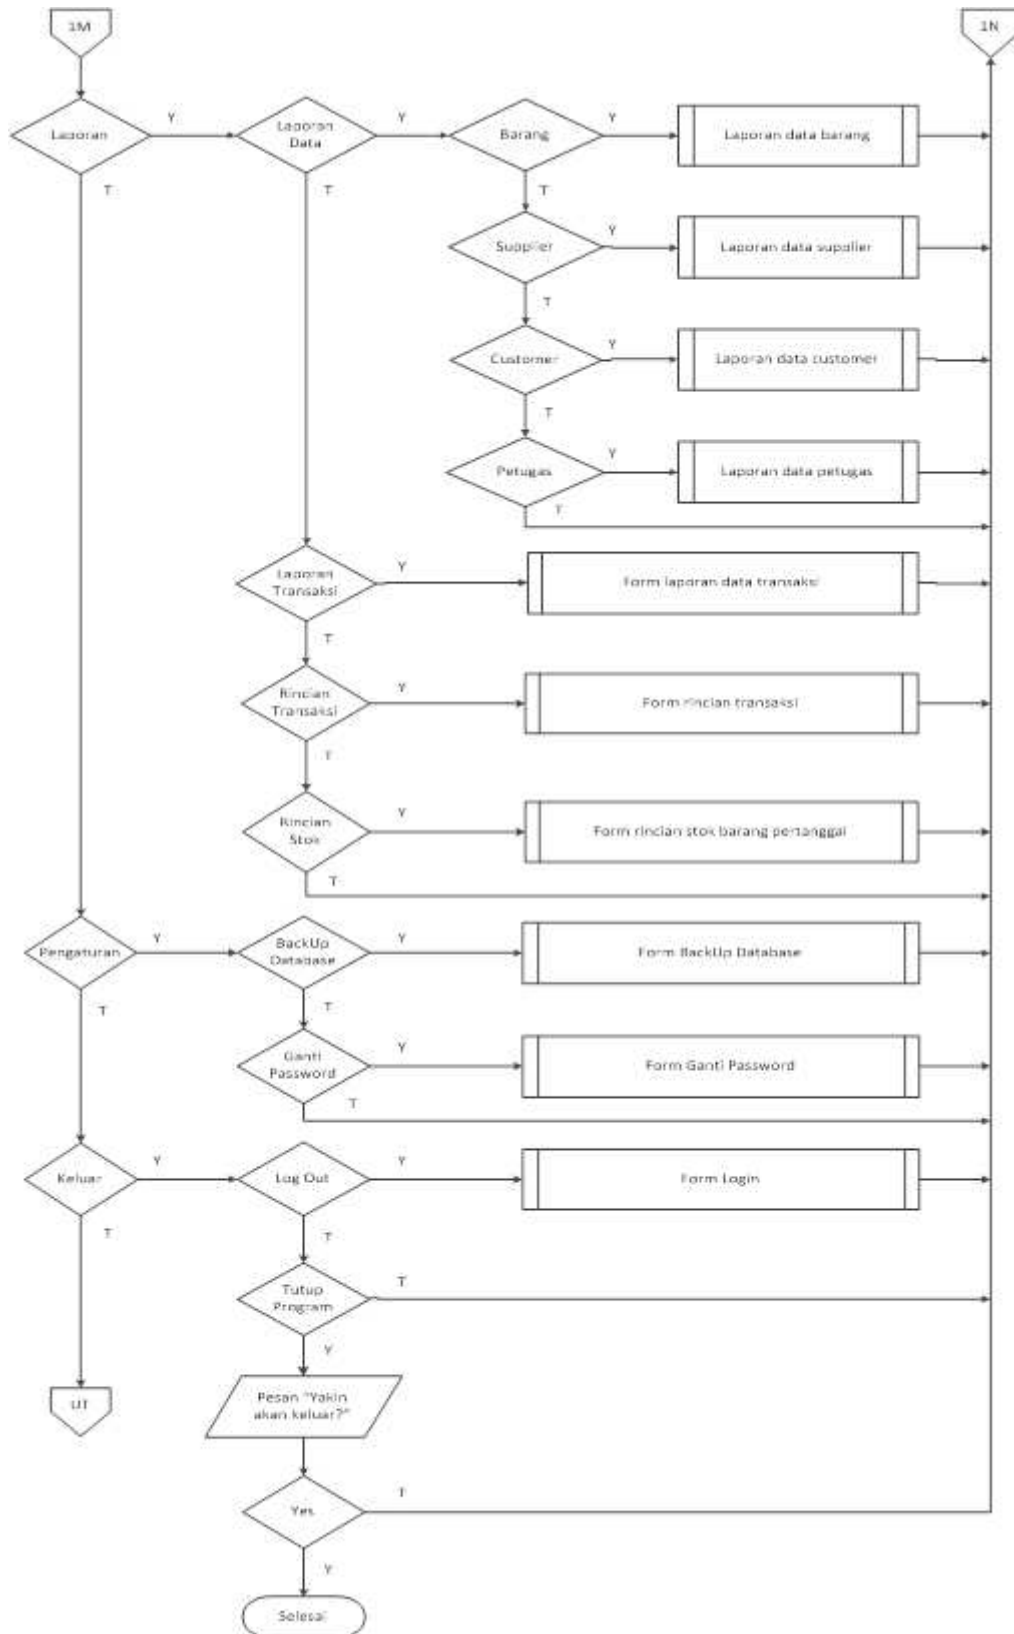 1M
1N
Laporan
Y
Laporan
Data
Y
Barang
Y
Laporan data barang
T
T
T
Supplier
Y
Laporan data supplier
T
Customer
Y
Laporan data customer
T
Petugas
Y
Laporan data petugas
T
Laporan
Transaksi
Y
Form laporan data transaksi
T
Rincian
Transaksi
Y
Form rincian transaksi
T
Rincian
Stok
Y
Form rincian stok barang pertanggal
T
Pengaturan
Y
BackUp
Database
Y
Form BackUp Database
T
T
Ganti
Password
Y
Form Ganti Password
T
Keluar
Y
Log Out
Y
Form Login
T
T
Tutup
Program
T
Y
UT
Pesan "Yakin
akan keluar?"
Yes
T
Y
Selesai